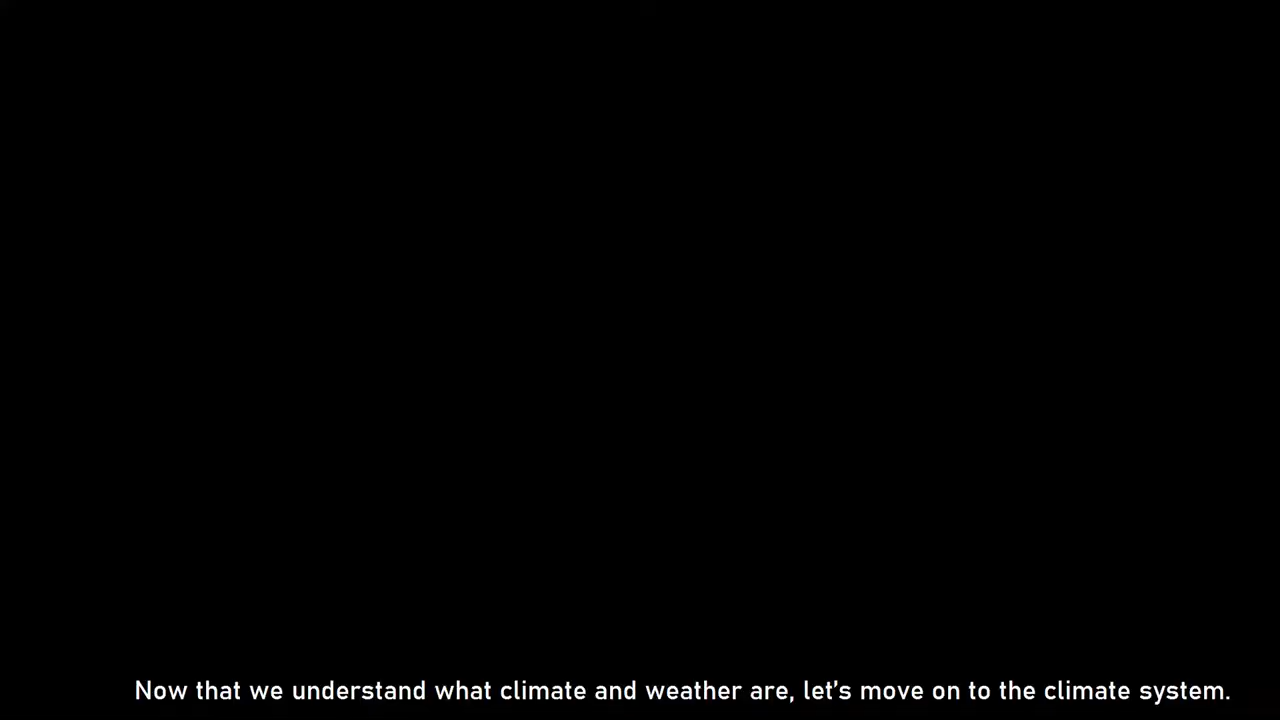 Now that we understand what climate and weather are, let’s move on to the climate system.